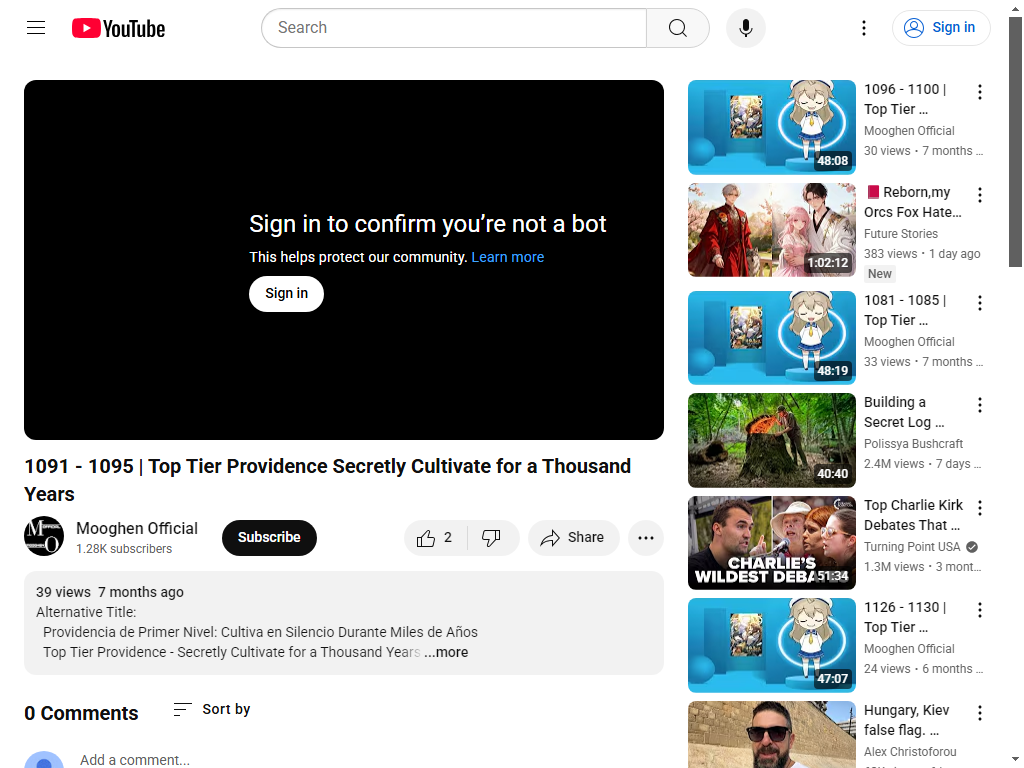 YouTube
Search
Sign in
Sign in to confirm you’re not a bot
This helps protect our community. Learn more
Sign in
1091 - 1095 | Top Tier Providence Secretly Cultivate for a Thousand
Years
Mooghen Official
1.28K subscribers
Subscribe
2
Share
39 views 7 months ago
Alternative Title:
Providencia de Primer Nivel: Cultiva en Silencio Durante Miles de Años
Top Tier Providence - Secretly Cultivate for a Thousand Years ...more
0 Comments
Sort by
Add a comment...
48:08
1096 - 1100 |
Top Tier ...
Mooghen Official
30 views • 7 months ...
1:02:12
Reborn,my
Orcs Fox Hate...
Future Stories
383 views • 1 day ago
New
48:19
1081 - 1085 |
Top Tier ...
Mooghen Official
33 views • 7 months ...
40:40
Building a
Secret Log ...
Polissya Bushcraft
2.4M views • 7 days ...
CHARLIE'S
WILDEST
51:34
Top Charlie Kirk
Debates That ...
Turning Point USA
1.3M views • 3 mont...
47:07
1126 - 1130 |
Top Tier ...
Mooghen Official
24 views • 6 months ...
Hungary, Kiev
false flag. ...
Alex Christoforou